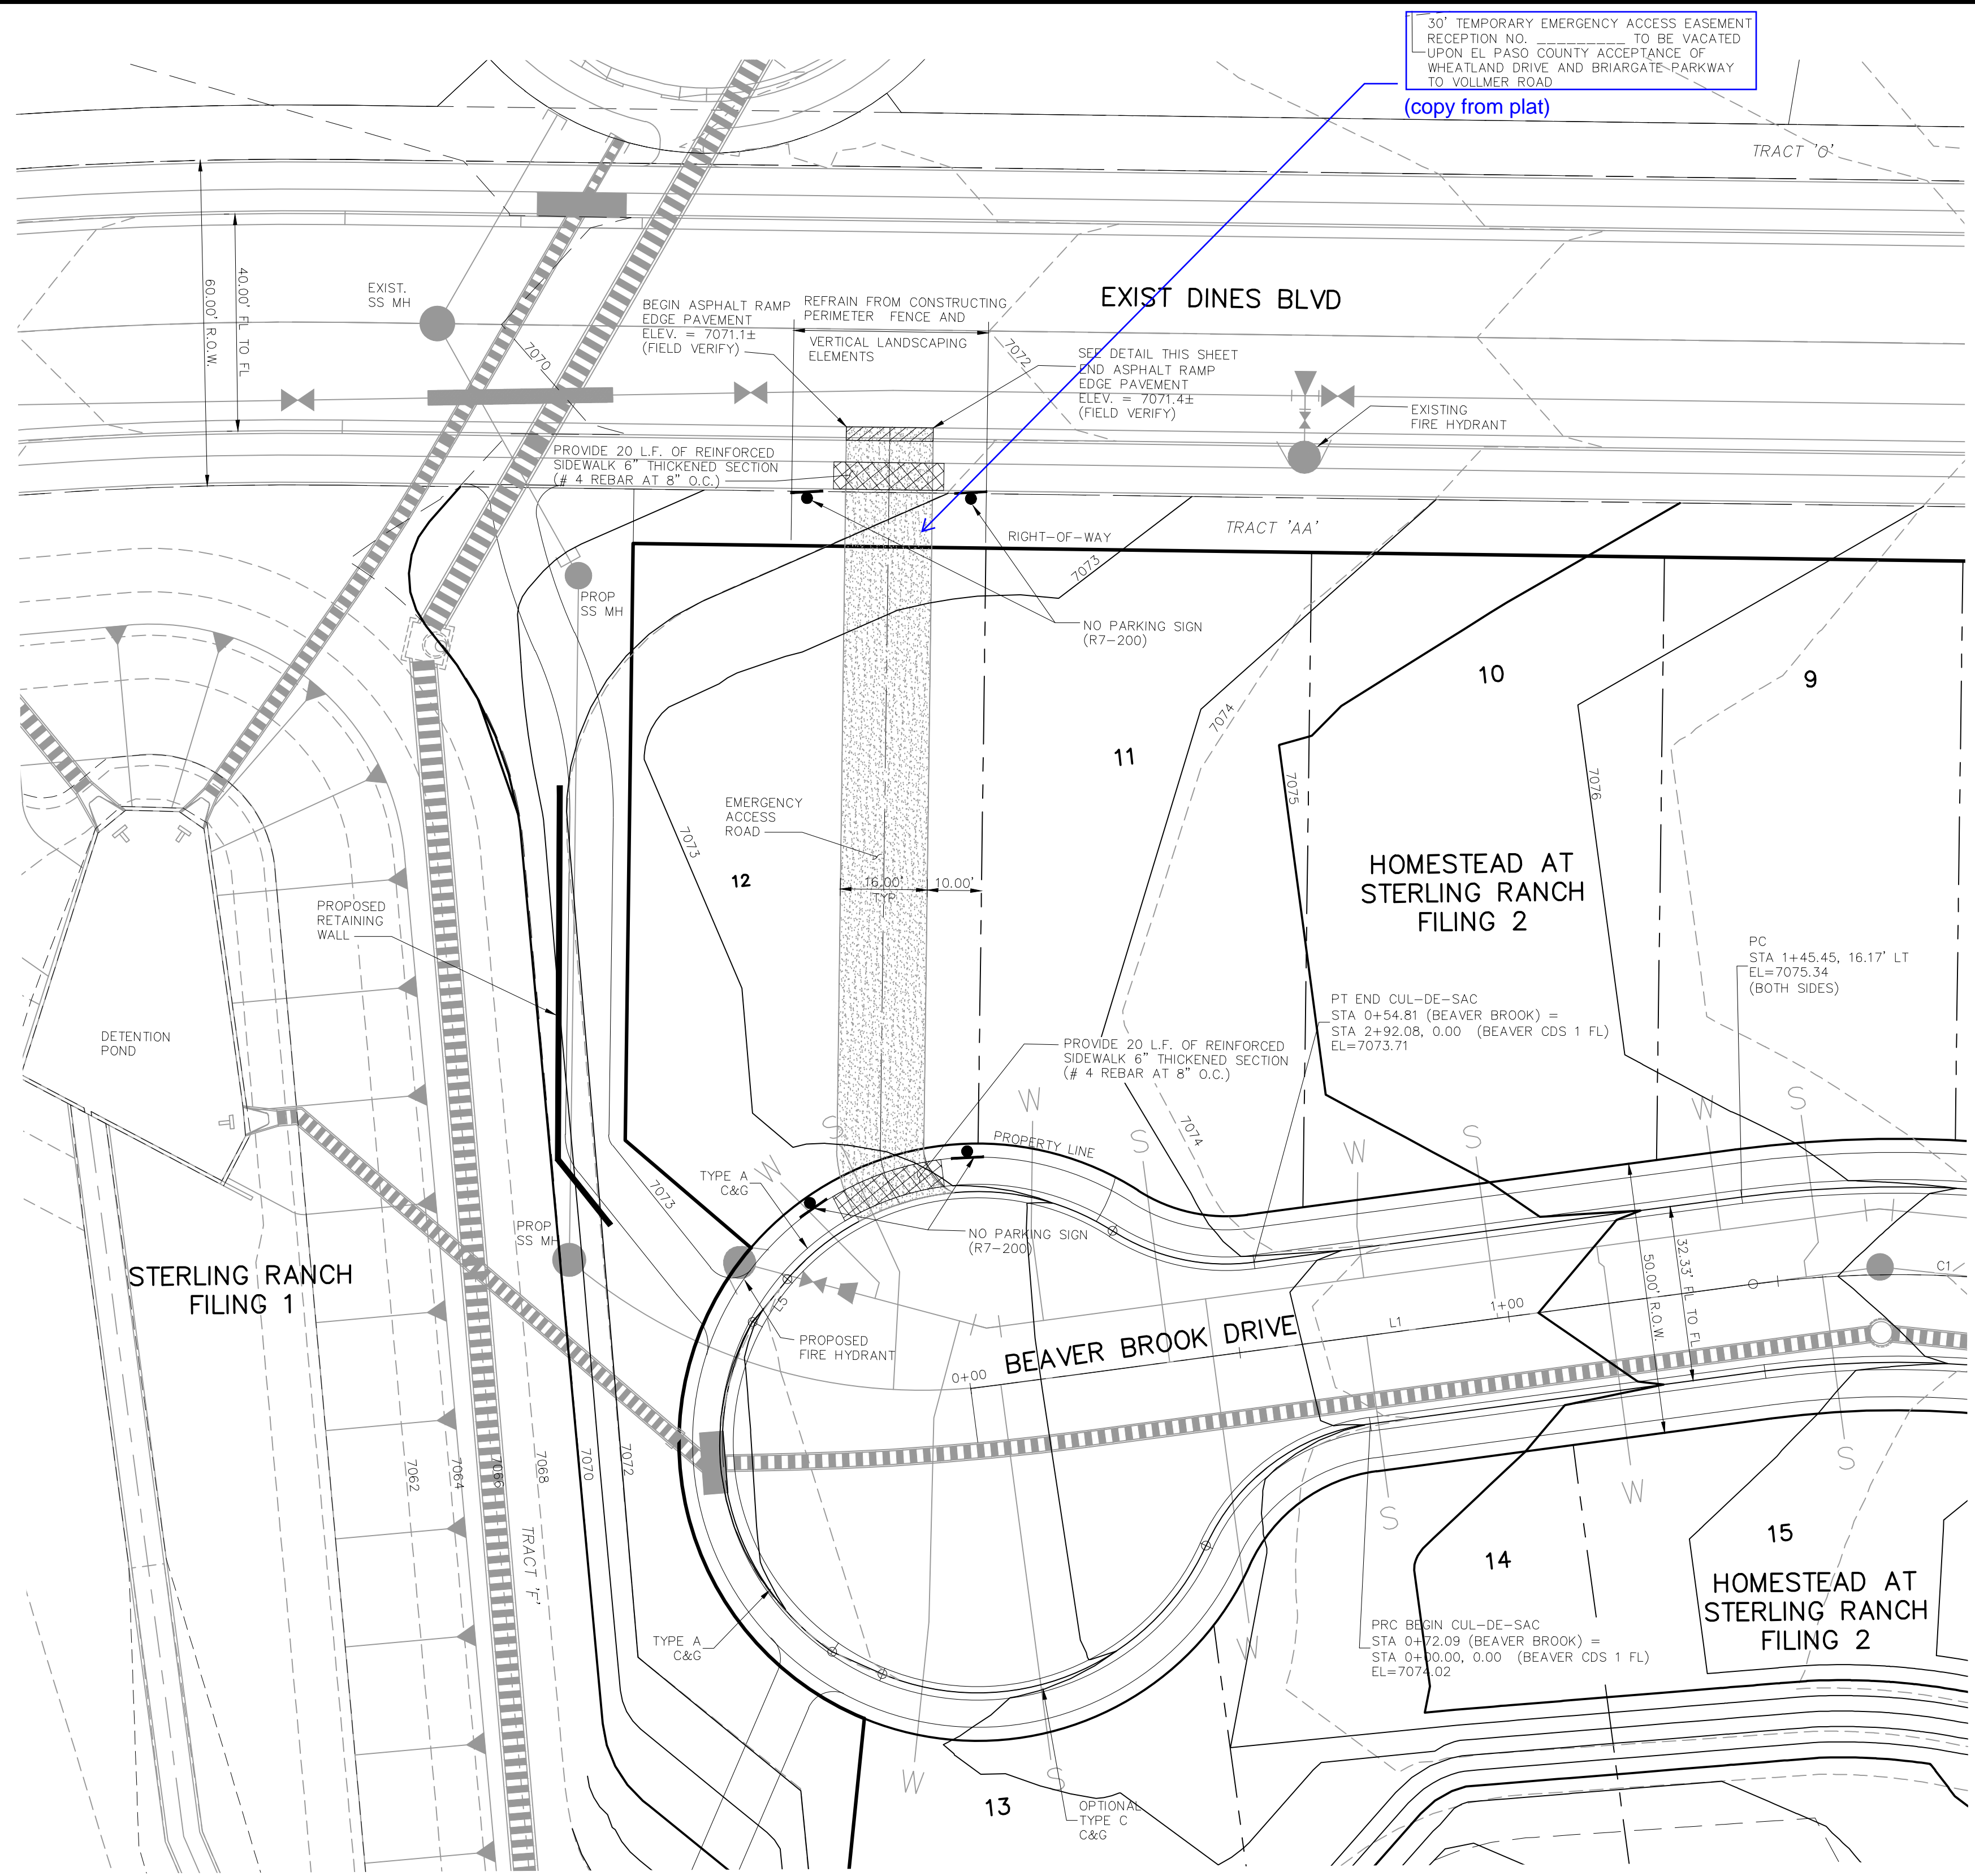 30' TEMPORARY EMERGENCY ACCESS EASEMENT
RECEPTION NO. _________ TO BE VACATED
UPON EL PASO COUNTY ACCEPTANCE OF
WHEATLAND DRIVE AND BRIARGATE PARKWAY
TO VOLLMER ROAD
(copy from plat)
TRACT 'O'
60.00' R.O.W.
40.00' FL TO FL
EXIST.
SS MH
7070
BEGIN ASPHALT RAMP
EDGE PAVEMENT
ELEV. = 7071.1±
(FIELD VERIFY)
REFRAIN FROM CONSTRUCTING
PERIMETER FENCE AND
VERTICAL LANDSCAPING
ELEMENTS
EXIST DINES BLVD
7072
SEE DETAIL THIS SHEET
END ASPHALT RAMP
EDGE PAVEMENT
ELEV. = 7071.4±
(FIELD VERIFY)
EXISTING
FIRE HYDRANT
PROVIDE 20 L.F. OF REINFORCED
SIDEWALK 6" THICKENED SECTION
(# 4 REBAR AT 8" O.C.)
RIGHT-OF-WAY
TRACT 'AA'
7073
PROP
SS MH
NO PARKING SIGN
(R7-200)
10
9
11
7074
7075
7076
EMERGENCY
ACCESS
ROAD
7073
12
16.00'
TYP
10.00'
HOMESTEAD AT
STERLING RANCH
FILING 2
PROPOSED
RETAINING
WALL
PC
STA 1+45.45, 16.17' LT
EL=7075.34
(BOTH SIDES)
PT END CUL-DE-SAC
STA 0+54.81 (BEAVER BROOK) =
STA 2+92.08, 0.00 (BEAVER CDS 1 FL)
EL=7073.71
DETENTION
POND
PROVIDE 20 L.F. OF REINFORCED
SIDEWALK 6" THICKENED SECTION
(# 4 REBAR AT 8" O.C.)
W
S
W
S
S
W
S
W
7074
PROPERTY LINE
TYPE A
C&G
7073
NO PARKING SIGN
(R7-200)
PROP
SS MH
STERLING RANCH
FILING 1
L5
PROPOSED
FIRE HYDRANT
BEAVER BROOK DRIVE
0+00
L1
1+00
50.00' R.O.W.
32.33' FL TO FL
C1
7062
7064
7066
7068
7070
7072
TRACT 'F'
S
W
S
W
14
15
HOMESTEAD AT
STERLING RANCH
FILING 2
TYPE A
C&G
PRC BEGIN CUL-DE-SAC
STA 0+72.09 (BEAVER BROOK) =
STA 0+00.00, 0.00 (BEAVER CDS 1 FL)
EL=7074.02
W
S
13
OPTIONAL
TYPE C
C&G